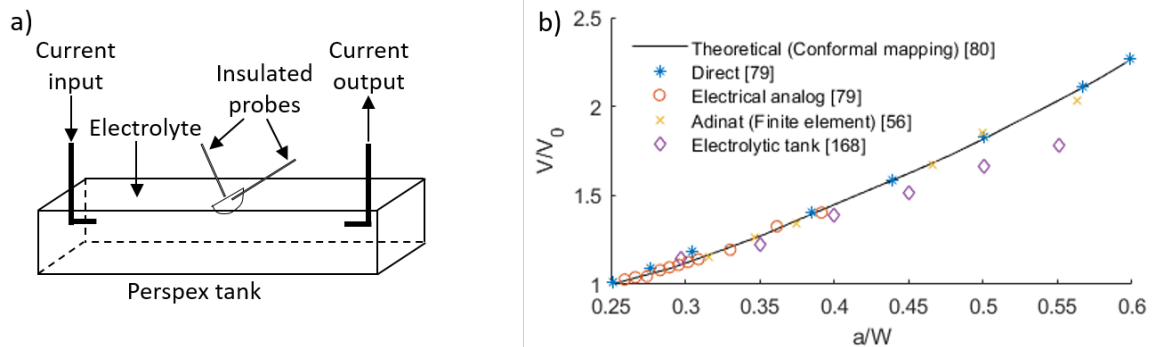 a)
Current
input
Current
output
Insulated
probes
Electrolyte
Perspex tank
b)
2.5
2
1.5
1
V/V0
Theoretical (Conformal mapping) [80]
Direct [79]
Electrical analog [79]
Adinat (Finite element) [56]
Electrolytic tank [168]
0.25
0.3
0.35
0.4
0.45
0.5
0.55
0.6
a/W